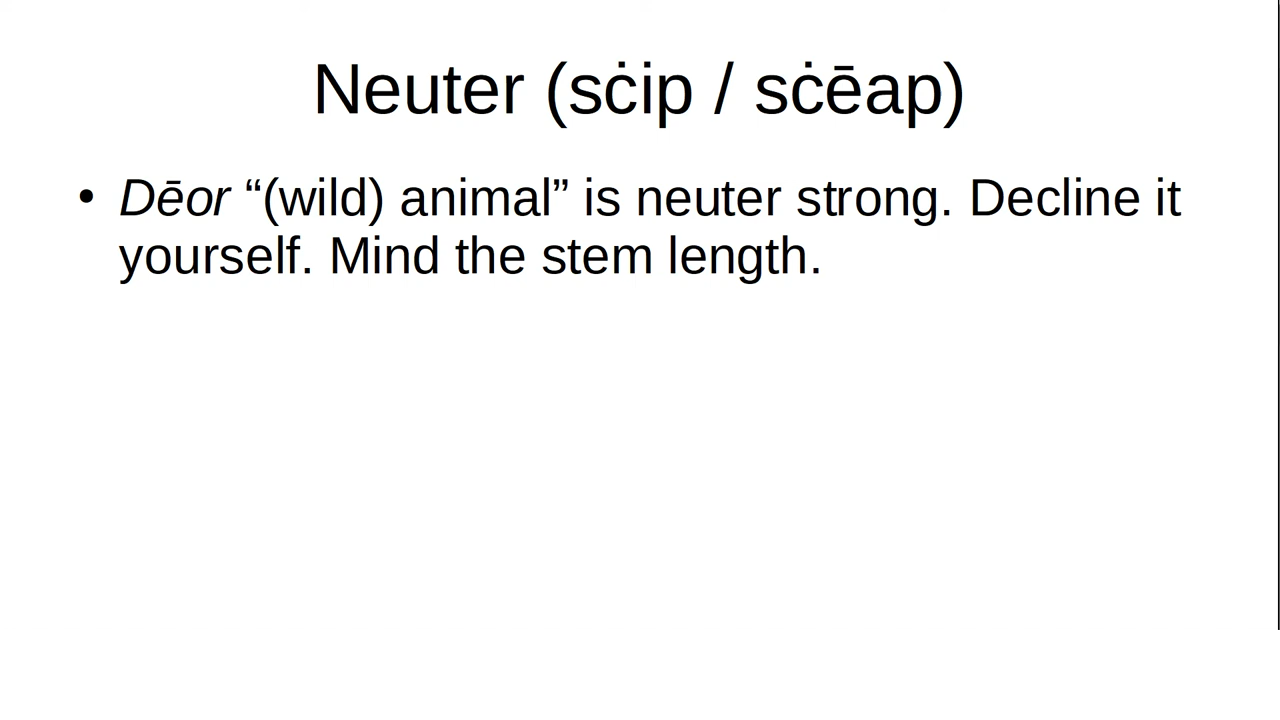 Neuter (sċip / sċēap)
• Dēor “(wild) animal” is neuter strong. Decline it
yourself. Mind the stem length.